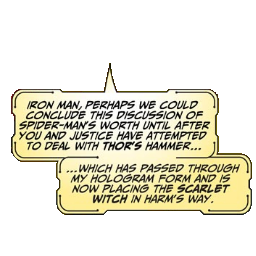 IRON MAN, PERHAPS WE COULD
CONCLUDE THIS DISCUSSION OF
SPIDER-MAN'S WORTH UNTIL AFTER
YOU AND JUSTICE HAVE ATTEMPTED
TO DEAL WITH THOR'S HAMMER...
...WHICH HAS PASSED THROUGH
MY HOLOGRAM FORM AND IS
NOW PLACING THE SCARLET
WITCH IN HARM'S WAY.